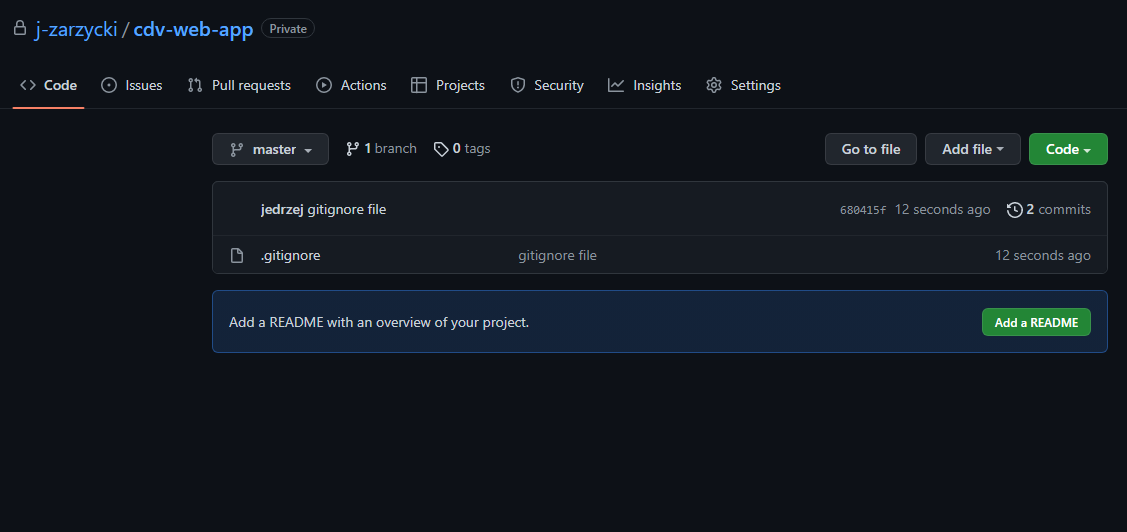 j-zarzycki / cdv-web-app Private
Code Issues Pull requests Actions Projects Security Insights Settings
master 1 branch 0 tags Go to file Add file Code
jedrzej gitignore file 680415f 12 seconds ago 2 commits
.gitignore gitignore file 12 seconds ago
Add a README with an overview of your project. Add a README